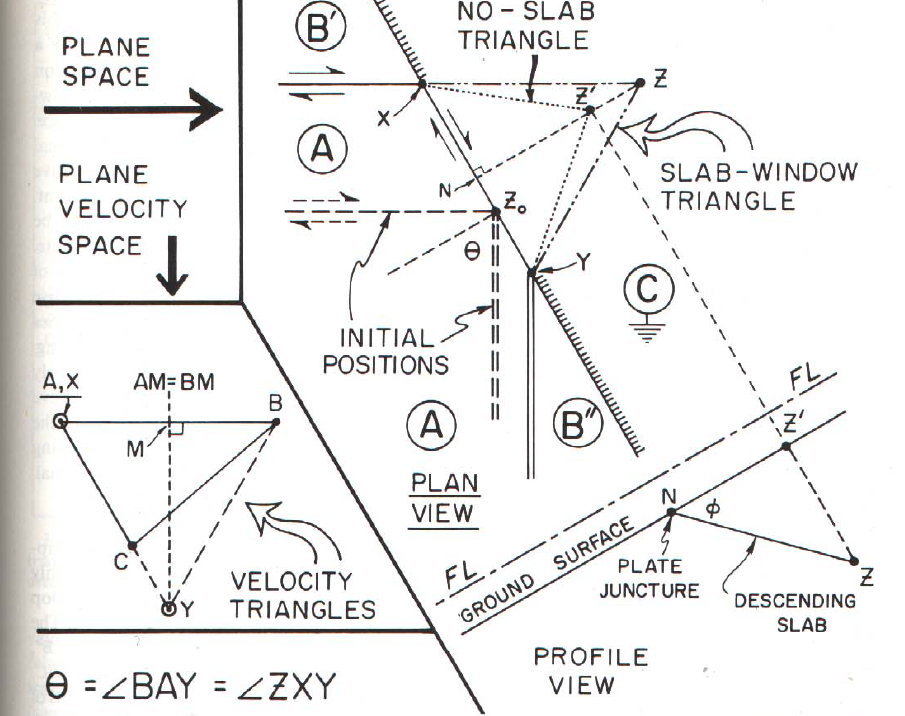 PLANE
SPACE
PLANE
VELOCITY
SPACE
B'
NO-SLAB
TRIANGLE
Z
Z'
X
A
SLAB-WINDOW
TRIANGLE
N
Zo
θ
Y
C
INITIAL
POSITIONS
A
B"
PLAN
VIEW
A,X
AM=BM
B
M
C
Y
VELOCITY
TRIANGLES
θ =∠BAY = ∠ZXY
FL
Z'
N
φ
FL
GROUND SURFACE
PLATE
JUNCTURE
Z
DESCENDING
SLAB
PROFILE
VIEW